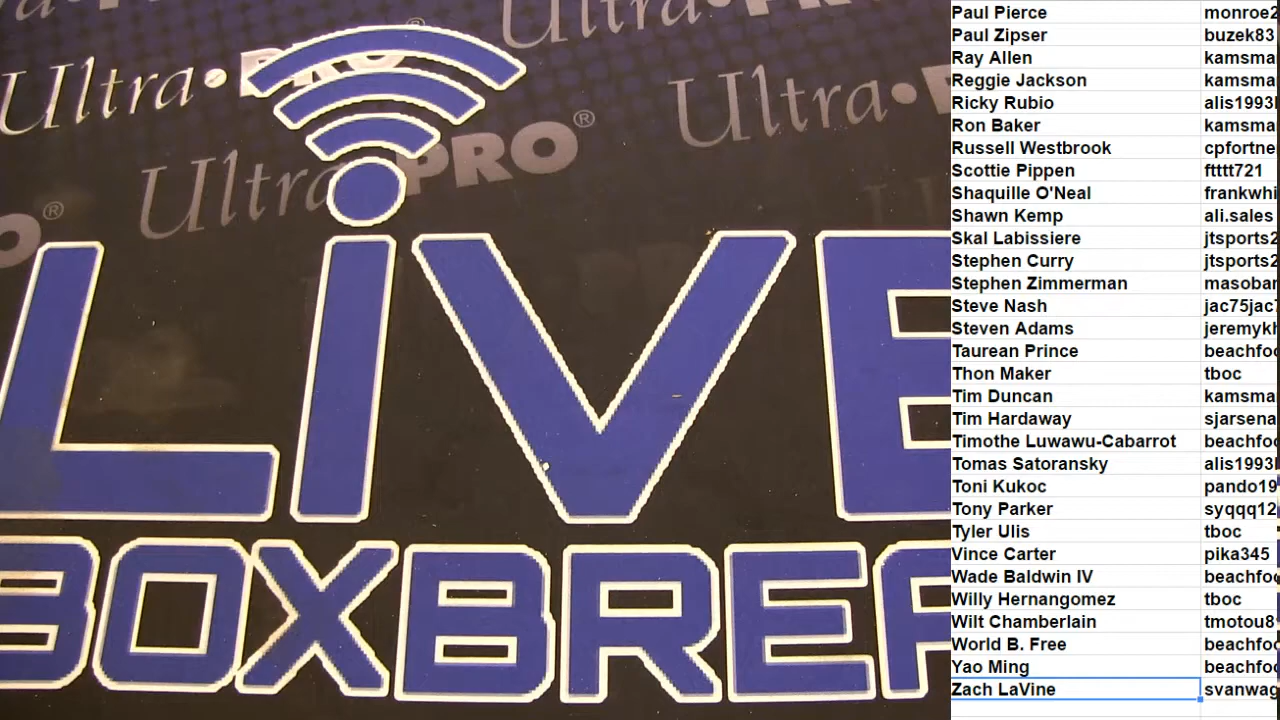 Ultra PRO®
Ultra•PRO
Ultra•PRO®
Ultra•
LiVE
BOXBREA
Paul Pierce monroe2
Paul Zipser buzek83
Ray Allen kamsma
Reggie Jackson kamsma
Ricky Rubio alis1993l
Ron Baker kamsma
Russell Westbrook cpfortne
Scottie Pippen ftttt721
Shaquille O'Neal frankwhi
Shawn Kemp ali.sales
Skal Labissiere jtsports2
Stephen Curry jtsports2
Stephen Zimmerman masobar
Steve Nash jac75jac
Steven Adams jeremykh
Taurean Prince beachfoo
Thon Maker tboc
Tim Duncan kamsma
Tim Hardaway sjarsena
Timothe Luwawu-Cabarrot beachfoo
Tomas Satoransky alis1993l
Toni Kukoc pando19
Tony Parker syqqq12
Tyler Ulis tboc
Vince Carter pika345
Wade Baldwin IV beachfoo
Willy Hernangomez tboc
Wilt Chamberlain tmotou8
World B. Free beachfoo
Yao Ming beachfoo
Zach LaVine svanwag